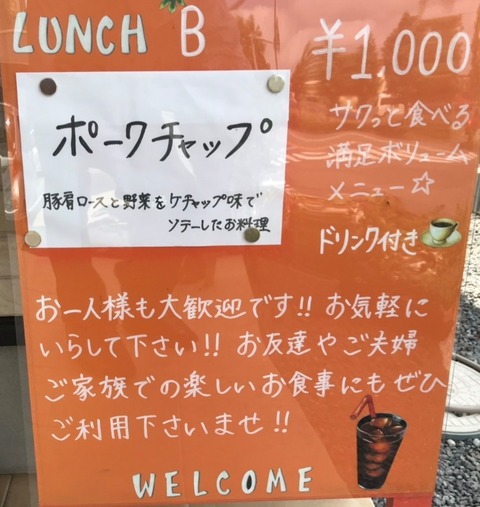 LUNCH B
¥1,000
ポークチャップ
豚肩ロースと野菜をケチャップ味で
ソテーしたお料理
サクっと食べる
満足ボリューム
メニュー☆
ドリンク付き
お一人様も大歓迎です!! お気軽に
いらして下さい!! お友達やご夫婦
ご家族での楽しいお食事にもぜひ
ご利用下さいませ!!
WELCOME